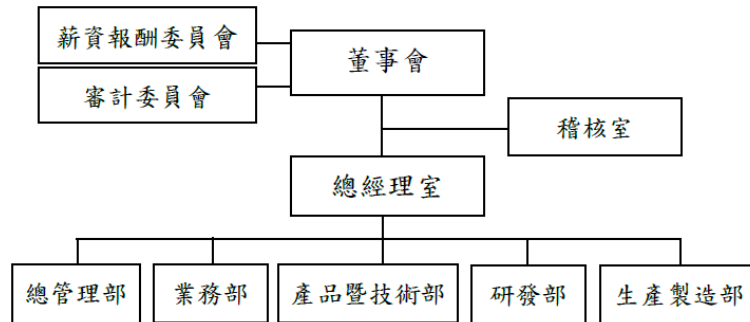 薪資報酬委員會
董事會
審計委員會
稽核室
總經理室
總管理部
業務部
產品暨技術部
研發部
生產製造部